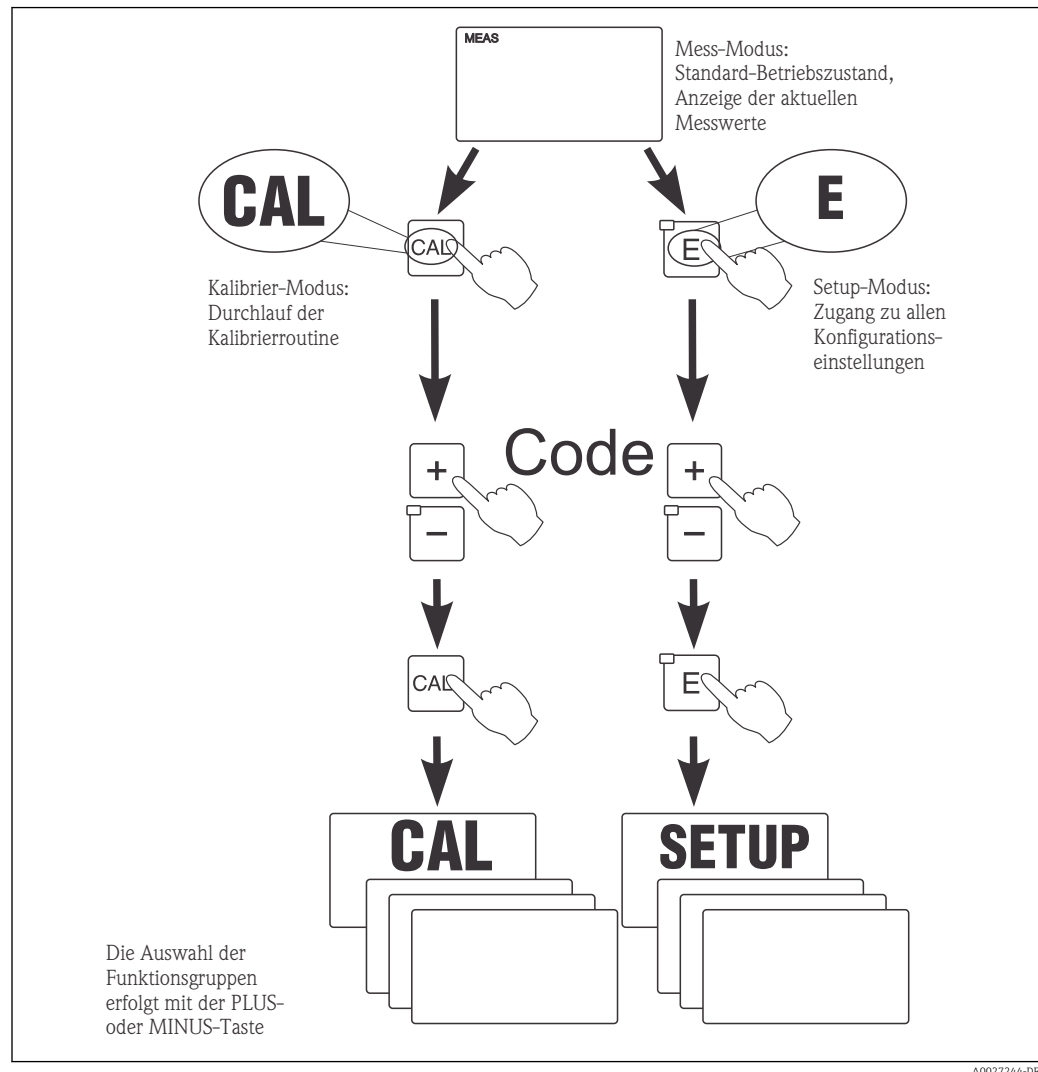 MEAS
Mess-Modus:
Standard-Betriebszustand,
Anzeige der aktuellen
Messwerte
CAL
E
CAL
E
Kalibrier-Modus:
Durchlauf der
Kalibrierroutine
Setup-Modus:
Zugang zu allen
Konfigurations-
einstellungen
+
Code
+
–
–
CAL
E
CAL
SETUP
Die Auswahl der
Funktionsgruppen
erfolgt mit der PLUS-
oder MINUS-Taste
A0027244-DE